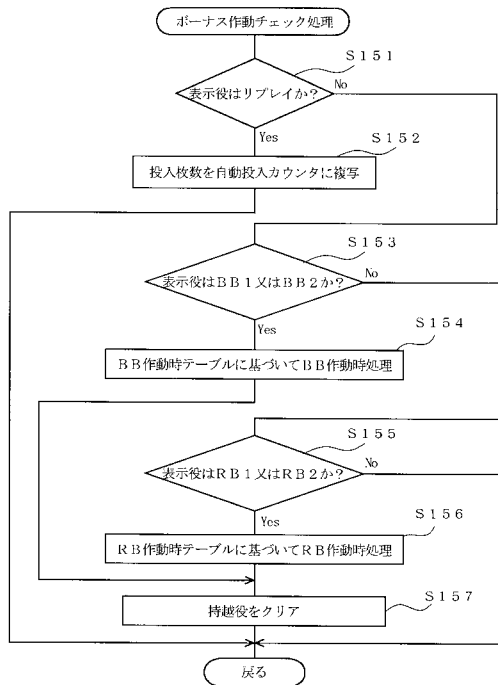 ボーナス作動チェック処理
S151
表示役はリプレイか?
No
Yes
S152
投入枚数を自動投入カウンタに複写
S153
表示役はBB1又はBB2か?
No
Yes
S154
BB作動時テーブルに基づいてBB作動時処理
S155
表示役はRB1又はRB2か?
No
Yes
S156
RB作動時テーブルに基づいてRB作動時処理
S157
持越役をクリア
戻る